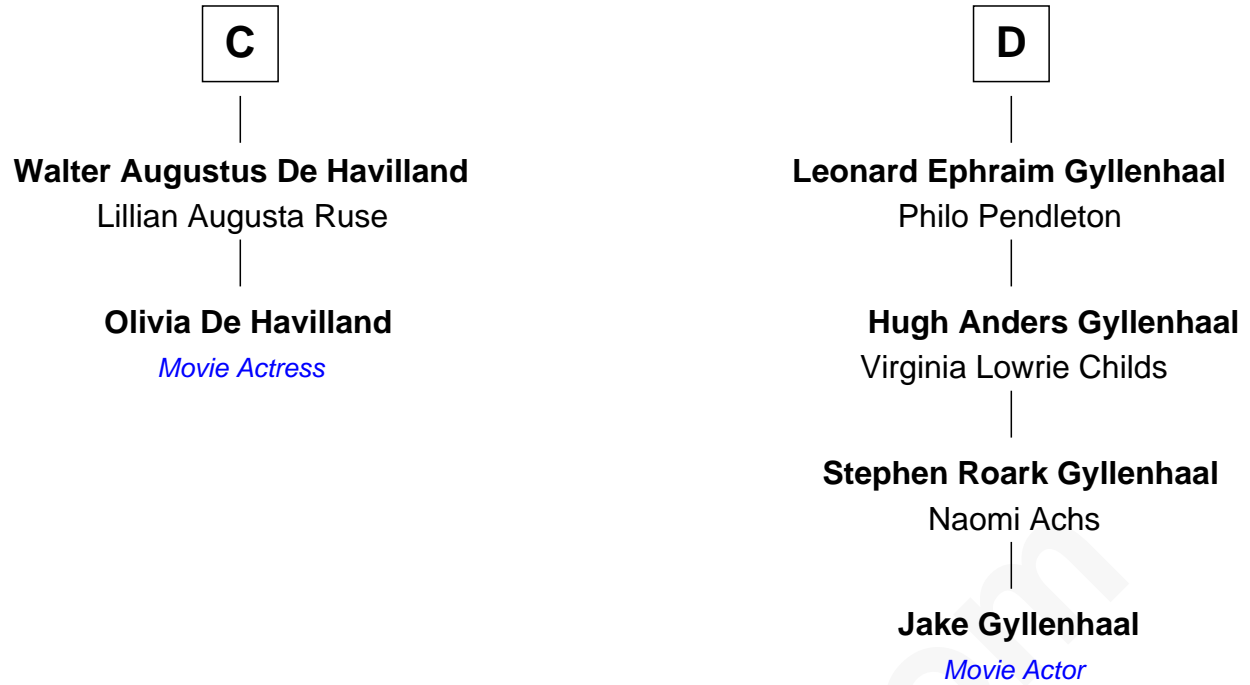 C
Walter Augustus De Havilland
Lillian Augusta Ruse
Olivia De Havilland
Movie Actress
D
Leonard Ephraim Gyllenhaal
Philo Pendleton
Hugh Anders Gyllenhaal
Virginia Lowrie Childs
Stephen Roark Gyllenhaal
Naomi Achs
Jake Gyllenhaal
Movie Actor